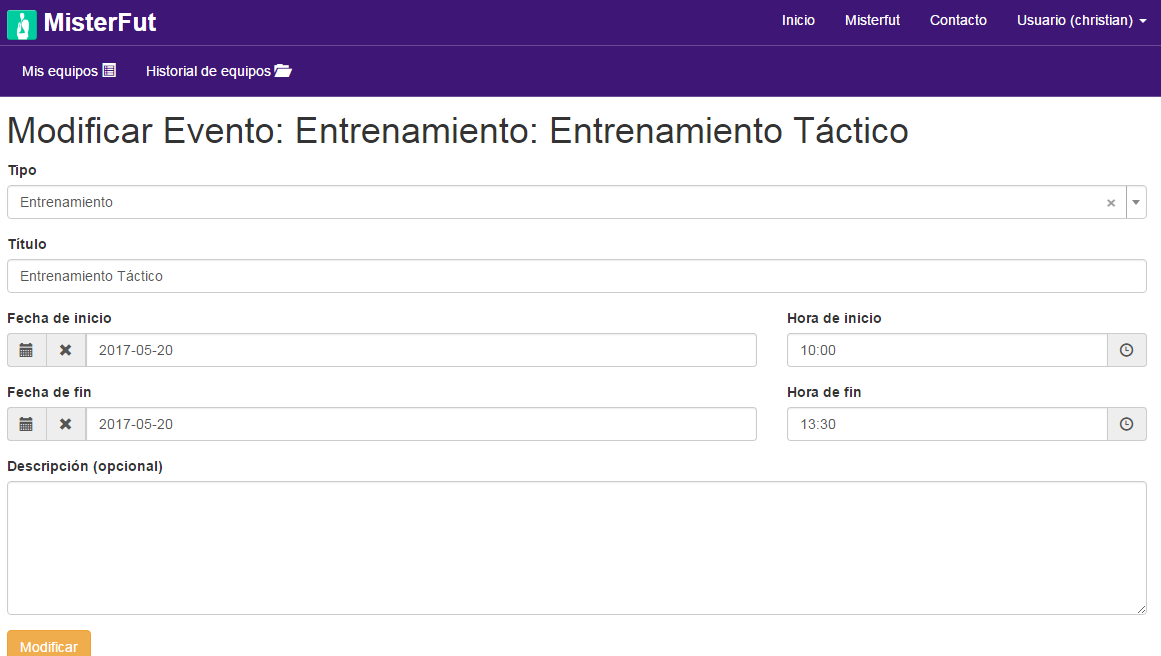 MisterFut
Inicio Misterfut Contacto Usuario (christian)
Mis equipos Historial de equipos
Modificar Evento: Entrenamiento: Entrenamiento Táctico
Tipo
Entrenamiento ×
Título
Entrenamiento Táctico
Fecha de inicio Hora de inicio
2017-05-20 10:00
Fecha de fin Hora de fin
2017-05-20 13:30
Descripción (opcional)
Modificar